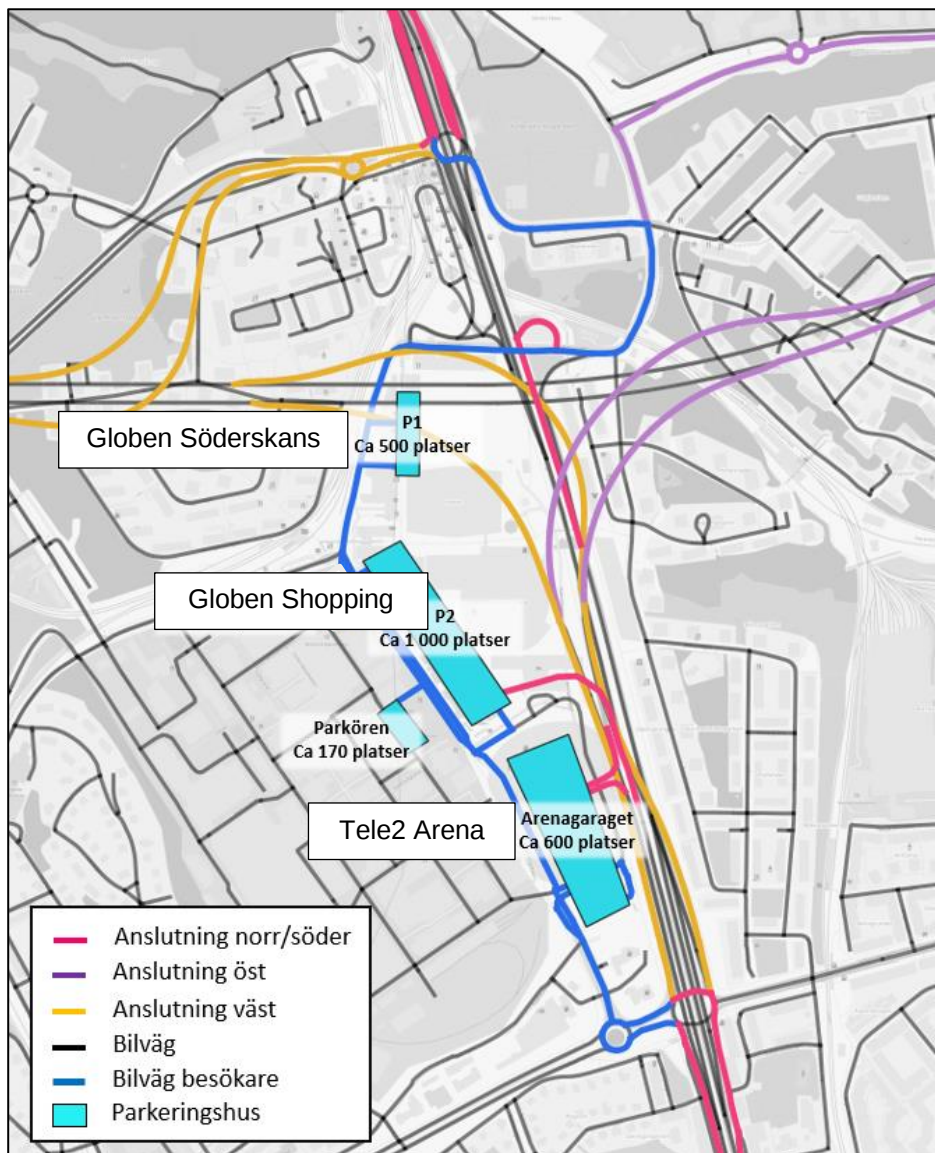 P1
Ca 500 platser
Globen Söderskans
Globen Shopping
P2
Ca 1 000 platser
Parkören
Ca 170 platser
Arenagaraget
Ca 600 platser
Tele2 Arena
Anslutning norr/söder
Anslutning öst
Anslutning väst
Bilväg
Bilväg besökare
Parkeringshus